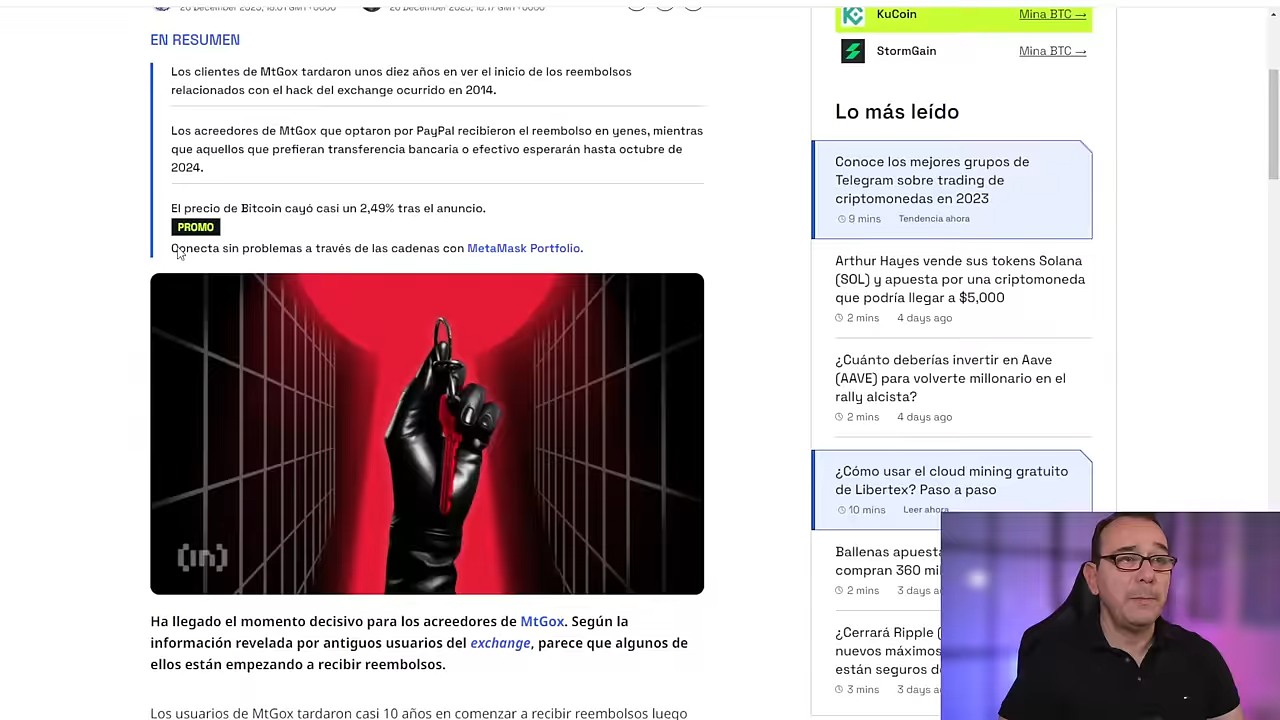 EN RESUMEN
Los clientes de MtGox tardaron unos diez años en ver el inicio de los reembolsos
relacionados con el hack del exchange ocurrido en 2014.
Los acreedores de MtGox que optaron por PayPal recibieron el reembolso en yenes, mientras
que aquellos que prefieran transferencia bancaria o efectivo esperarán hasta octubre de
2024.
El precio de Bitcoin cayó casi un 2,49% tras el anuncio.
PROMO
Conecta sin problemas a través de las cadenas con MetaMask Portfolio.
(in)
Ha llegado el momento decisivo para los acreedores de MtGox. Según la
información revelada por antiguos usuarios del exchange, parece que algunos de
ellos están empezando a recibir reembolsos.
Los usuarios de MtGox tardaron casi 10 años en comenzar a recibir reembolsos luego
KuCoin Mina BTC →
StormGain Mina BTC →
Lo más leído
Conoce los mejores grupos de
Telegram sobre trading de
criptomonedas en 2023
9 mins Tendencia ahora
Arthur Hayes vende sus tokens Solana
(SOL) y apuesta por una criptomoneda
que podría llegar a $5,000
2 mins 4 days ago
¿Cuánto deberías invertir en Aave
(AAVE) para volverte millonario en el
rally alcista?
2 mins 4 days ago
¿Cómo usar el cloud mining gratuito
de Libertex? Paso a paso
10 mins Leer ahora
Ballenas apuesta
compran 360 mi
2 mins 3 days a
¿Cerrará Ripple (
nuevos máximos
están seguros d
3 mins 3 days a